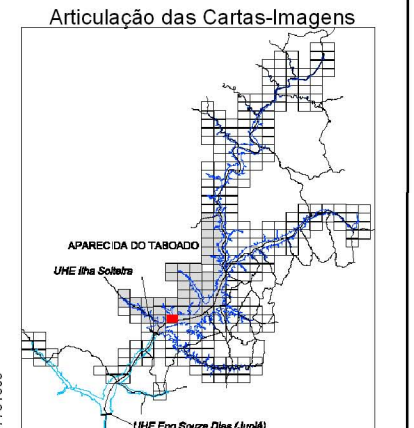 Articulação das Cartas-Imagens
APARECIDA DO TABOADO
UHE Ilha Solteira
UHE Eng Souza Dias (Jupiá)